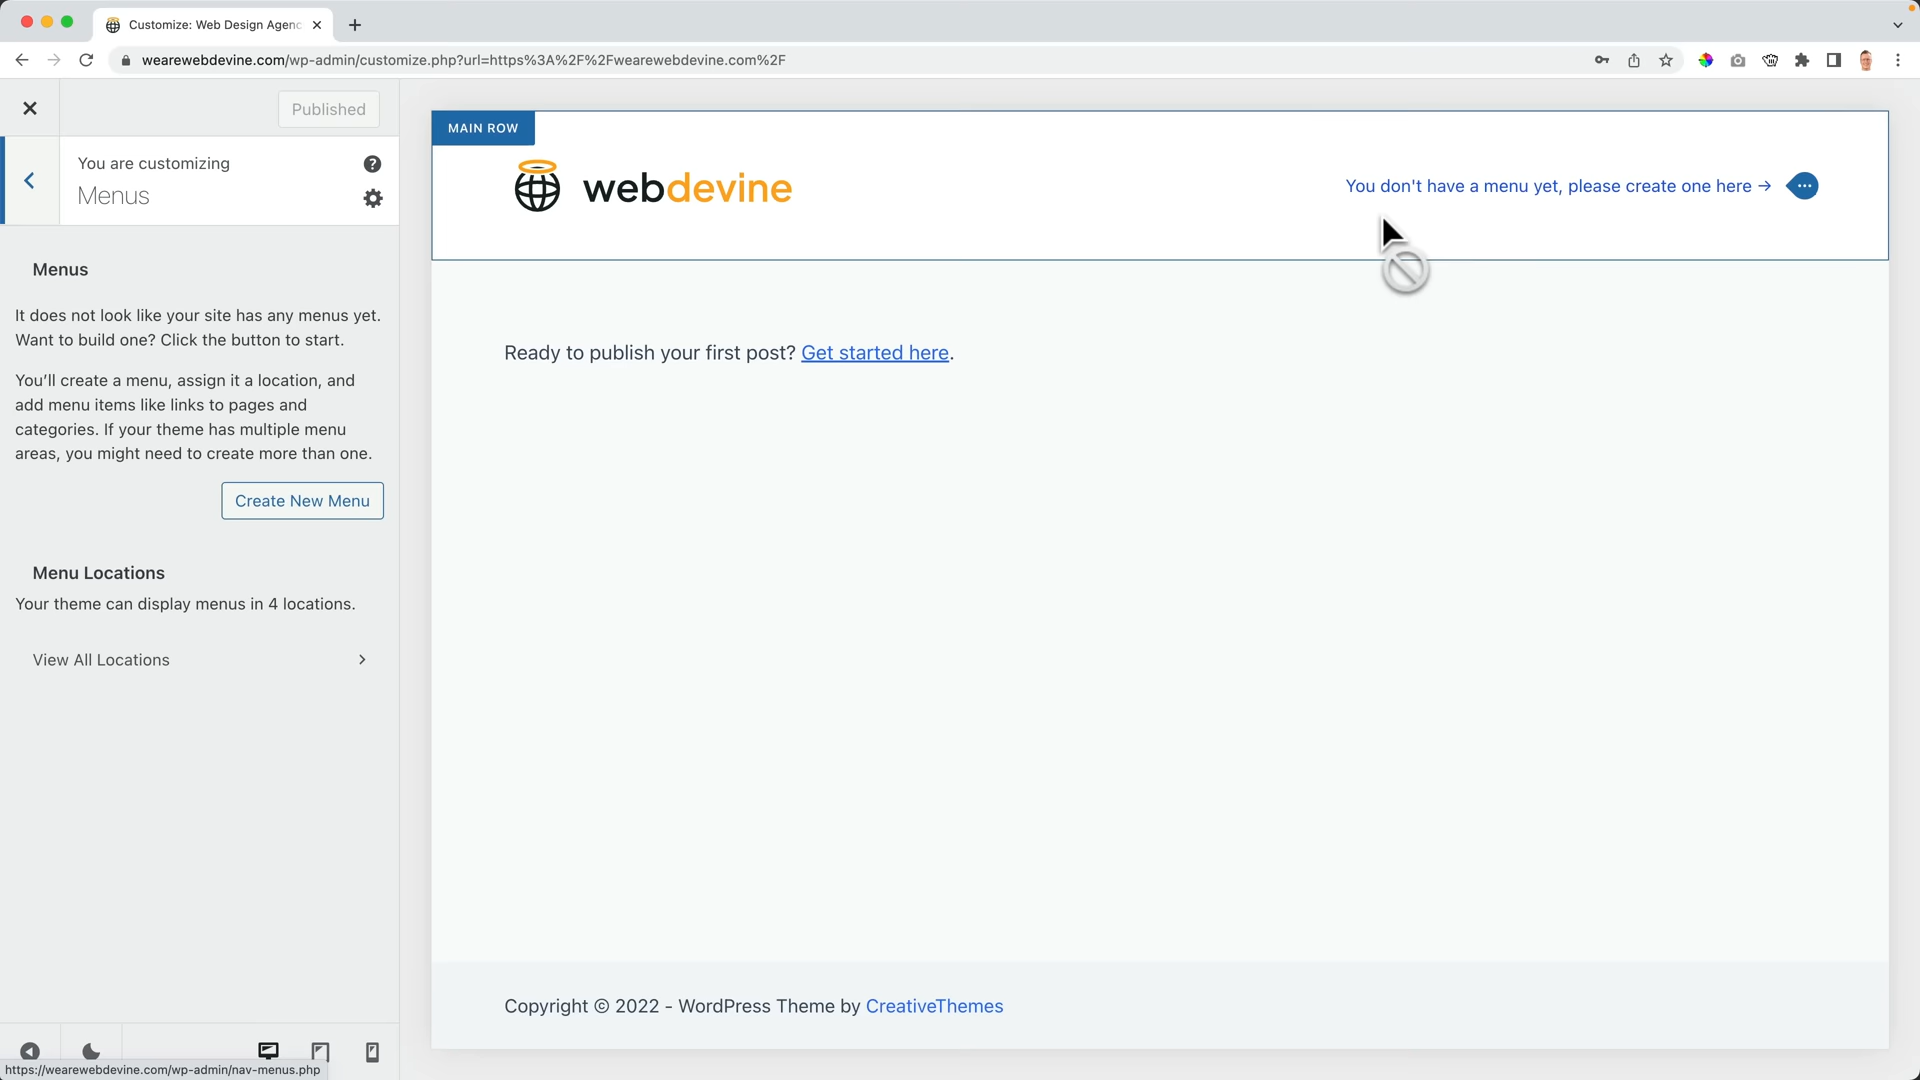 Customize: Web Design Agenc
wearewebdevine.com/wp-admin/customize.php?url=https%3A%2F%2Fwearewebdevine.com%2F
Published
You are customizing
Menus
Menus
It does not look like your site has any menus yet.
Want to build one? Click the button to start.
You’ll create a menu, assign it a location, and
add menu items like links to pages and
categories. If your theme has multiple menu
areas, you might need to create more than one.
Create New Menu
Menu Locations
Your theme can display menus in 4 locations.
View All Locations
https://wearewebdevine.com/wp-admin/nav-menus.php
MAIN ROW
webdevine
You don't have a menu yet, please create one here →
Ready to publish your first post? Get started here.
Copyright © 2022 - WordPress Theme by CreativeThemes